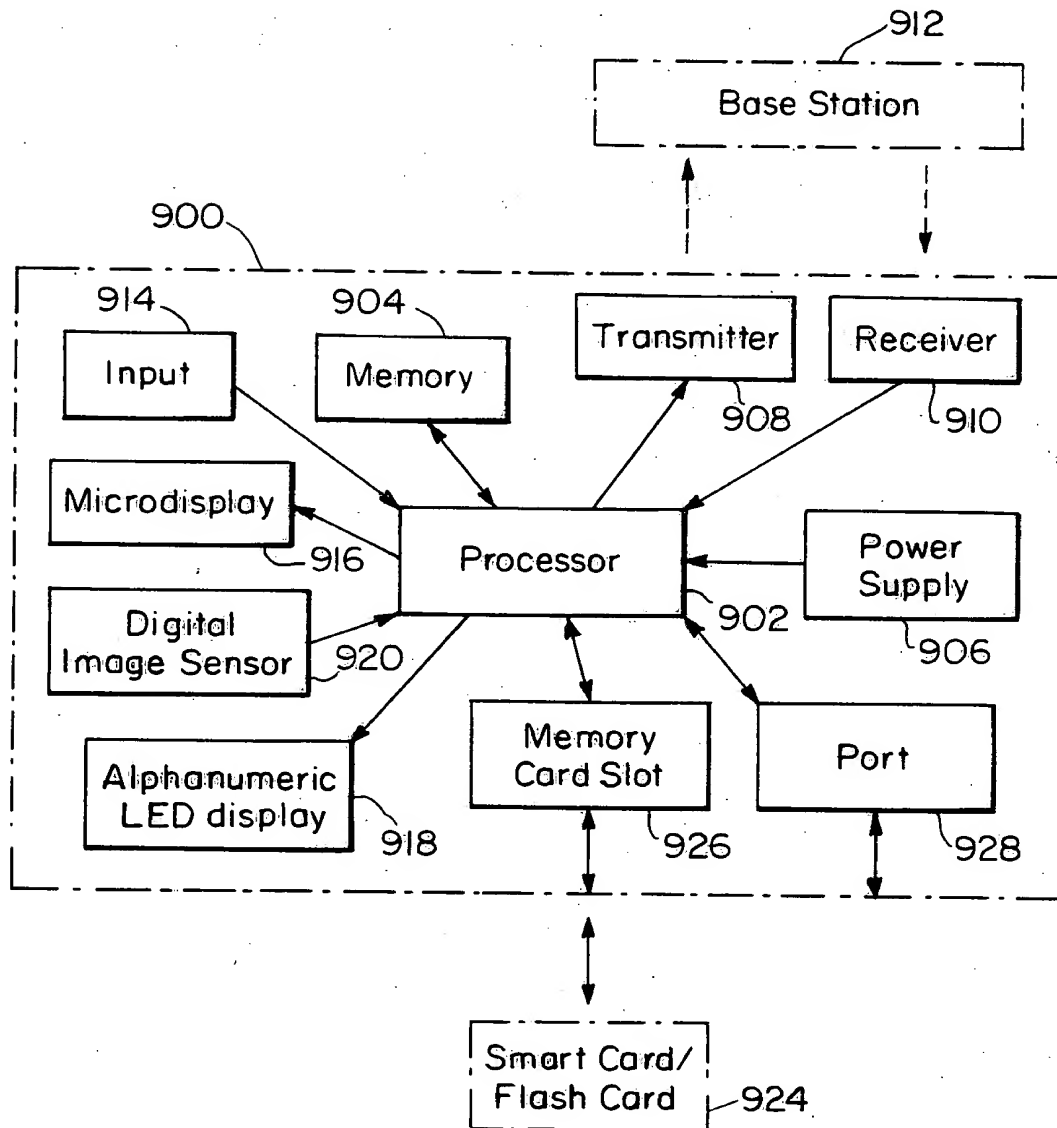 912
Base Station
900
914
Input
904
Memory
Transmitter
908
Receiver
910
Microdisplay
916
Processor
902
Power
Supply
906
Digital
Image Sensor
920
Alphanumeric
LED display
918
Memory
Card Slot
926
Port
928
Smart Card/
Flash Card
924